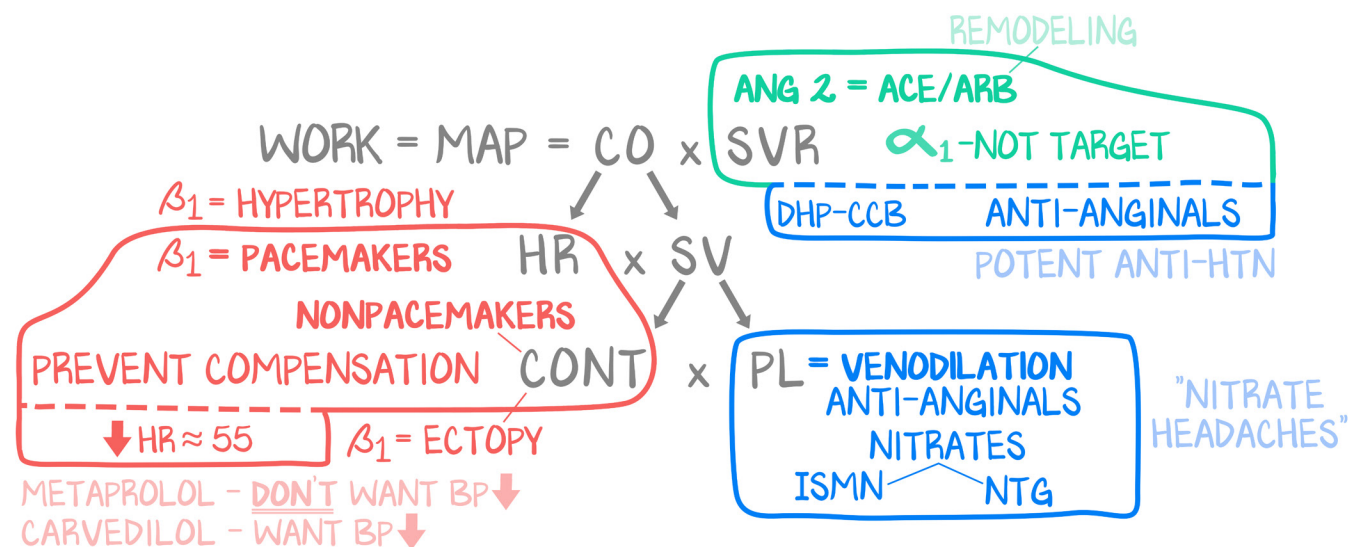 REMODELING
ANG 2 = ACE/ARB
WORK = MAP = CO x SVR
α₁-NOT TARGET
β₁ = HYPERTROPHY
DHP-CCB ANTI-ANGINALS
β₁ = PACEMAKERS
HR x SV
POTENT ANTI-HTN
NONPACEMAKERS
PREVENT COMPENSATION
CONT x PL = VENODILATION
ANTI-ANGINALS
NITRATES
ISMN NTG
"NITRATE
HEADACHES"
↓ HR ≈ 55
β₁ = ECTOPY
METAPROLOL - DON'T WANT BP ↓
CARVEDILOL - WANT BP ↓